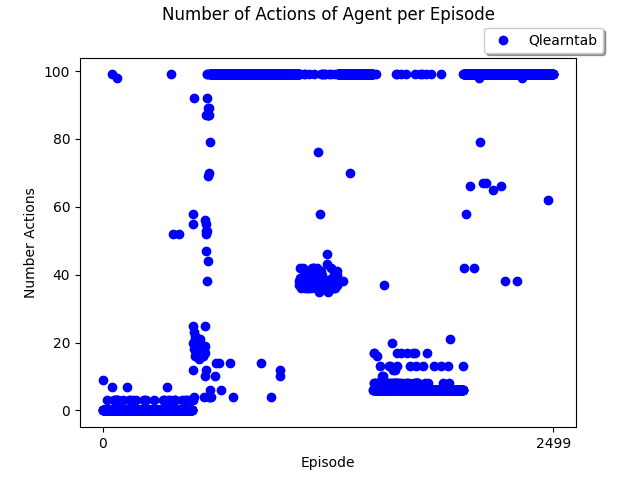 Number of Actions of Agent per Episode
Qlearntab
100
80
60
40
20
0
Number Actions
0
2499
Episode